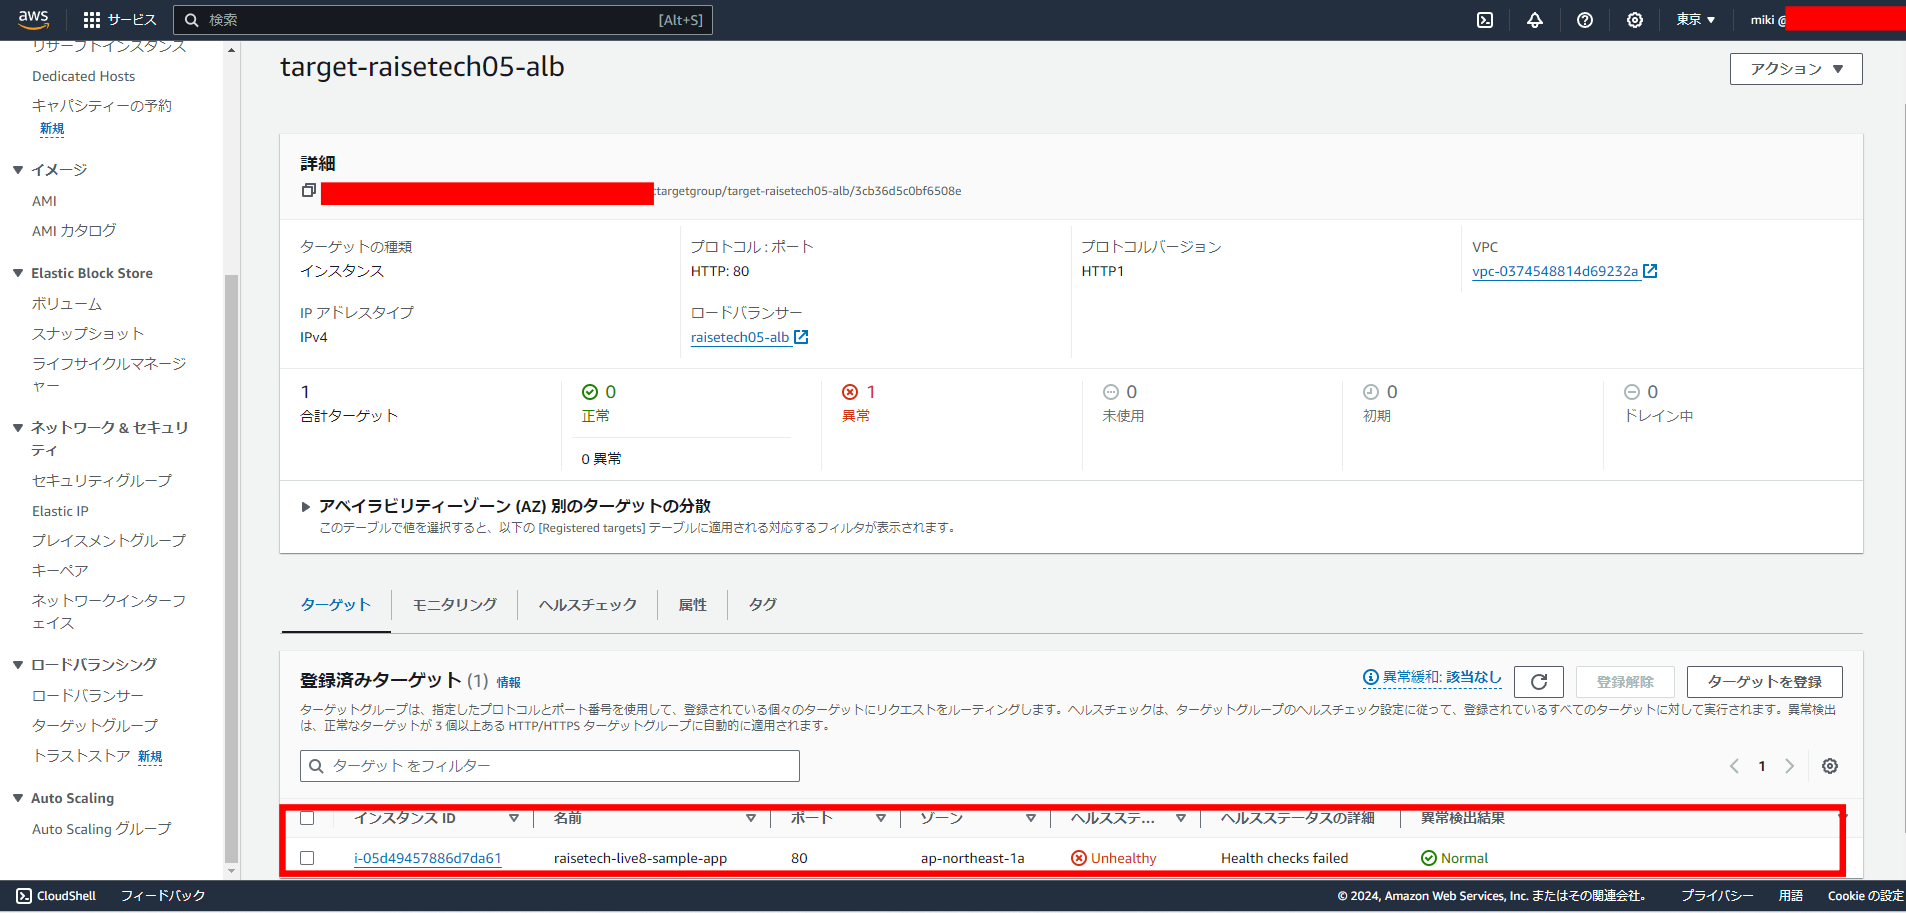 aws サービス 検索 [Alt+S] 東京 ▼ miki @
リザーブドインスタンス
Dedicated Hosts
キャパシティーの予約
新規
イメージ
AMI
AMI カタログ
Elastic Block Store
ボリューム
スナップショット
ライフサイクルマネージ
ャー
ネットワーク & セキュリ
ティ
セキュリティグループ
Elastic IP
プレイスメントグループ
キーペア
ネットワークインターフ
ェイス
ロードバランシング
ロードバランサー
ターゲットグループ
トラストストア 新規
Auto Scaling
Auto Scaling グループ
target-raisetech05-alb
アクション ▼
詳細
:targetgroup/target-raisetech05-alb/3cb36d5c0bf6508e
ターゲットの種類
インスタンス
プロトコル : ポート
HTTP: 80
プロトコルバージョン
HTTP1
VPC
vpc-0374548814d69232a
IP アドレスタイプ
IPv4
ロードバランサー
raisetech05-alb
1
合計ターゲット
0
正常
0 異常
1
異常
0
未使用
0
初期
0
ドレイン中
アベイラビリティーゾーン (AZ) 別のターゲットの分散
このテーブルで値を選択すると、以下の [Registered targets] テーブルに適用される対応するフィルタが表示されます。
ターゲット モニタリング ヘルスチェック 属性 タグ
登録済みターゲット (1) 情報
異常緩和: 該当なし 登録解除 ターゲットを登録
ターゲットグループは、指定したプロトコルとポート番号を使用して、登録されている個々のターゲットにリクエストをルーティングします。ヘルスチェックは、ターゲットグループのヘルスチェック設定に従って、登録されているすべてのターゲットに対して実行されます。異常検出
は、正常なターゲットが 3 個以上ある HTTP/HTTPS ターゲットグループに自動的に適用されます。
ターゲット をフィルター
1
インスタンス ID 名前 ポート ゾーン ヘルスステ... ヘルスステータスの詳細 異常検出結果
i-05d49457886d7da61 raisetech-live8-sample-app 80 ap-northeast-1a Unhealthy Health checks failed Normal
CloudShell フィードバック © 2024, Amazon Web Services, Inc. またはその関連会社。 プライバシー 用語 Cookie の設定